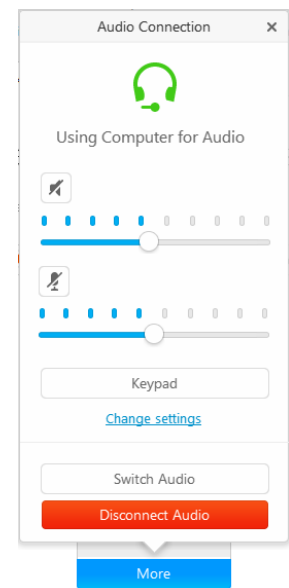 Audio Connection
Using Computer for Audio
Keypad
Change settings
Switch Audio
Disconnect Audio
More